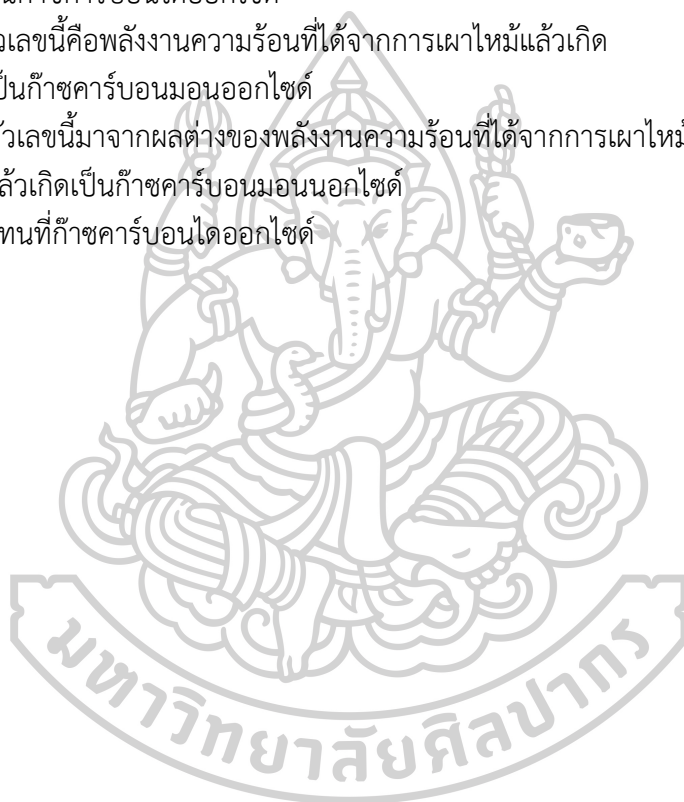 วเลขนี้คือพลังงานความร้อนที่ได้จากการเผาไหม้แล้วเกิด
ป็นก๊าซคาร์บอนมอนออกไซด์
ัวเลขนี้มาจากผลต่างของพลังงานความร้อนที่ได้จากการเผาไหม้
ล้วเกิดเป็นก๊าซคาร์บอนมอนนอกไซด์
ทนที่ก๊าซคาร์บอนไดออกไซด์
มหาวิทยาลัยศิลปากร